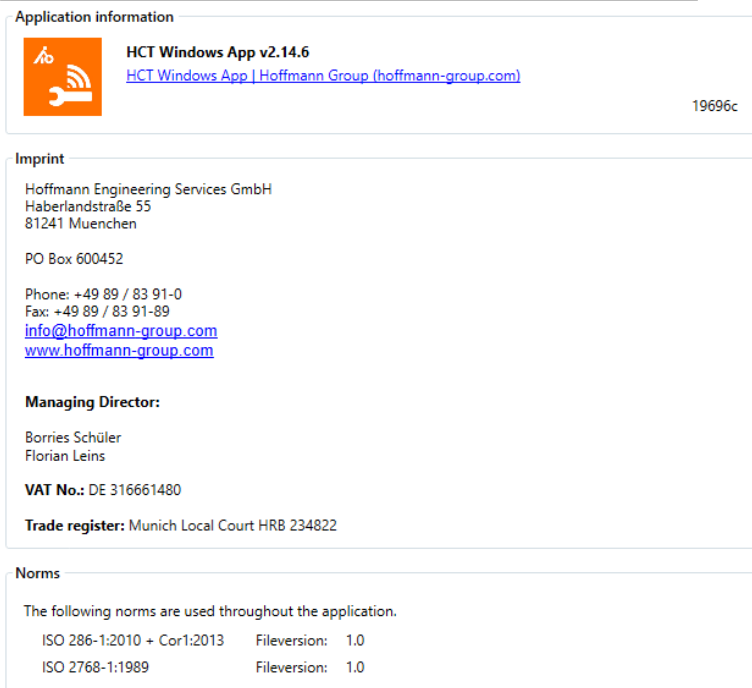 Application information
HCT Windows App v2.14.6
HCT Windows App | Hoffmann Group (hoffmann-group.com)
19696c
Imprint
Hoffmann Engineering Services GmbH
Haberlandstraße 55
81241 Muenchen
PO Box 600452
Phone: +49 89 / 83 91-0
Fax: +49 89 / 83 91-89
info@hoffmann-group.com
www.hoffmann-group.com
Managing Director:
Borries Schüler
Florian Leins
VAT No.: DE 316661480
Trade register: Munich Local Court HRB 234822
Norms
The following norms are used throughout the application.
ISO 286-1:2010 + Cor1:2013 Fileversion: 1.0
ISO 2768-1:1989 Fileversion: 1.0